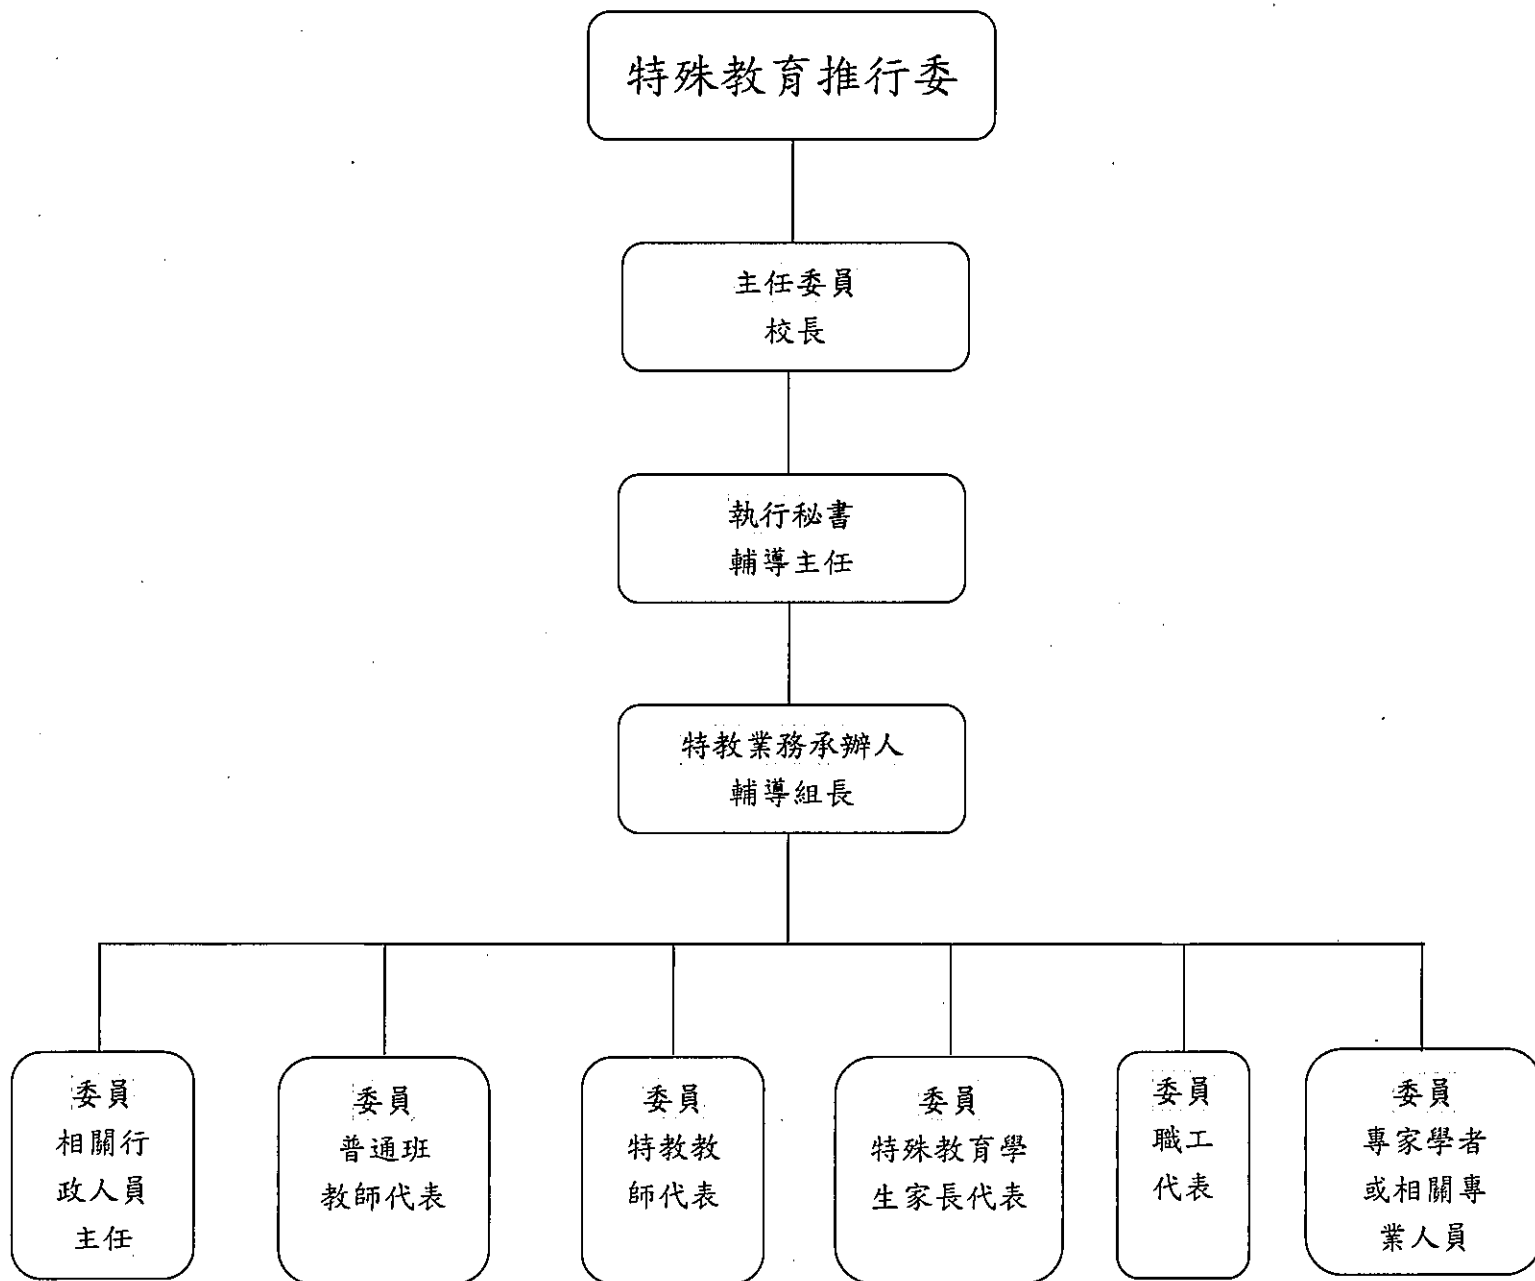 特殊教育推行委
主任委員
校長
執行秘書
輔導主任
特教業務承辦人
輔導組長
委員
相關行
政人員
主任
委員
普通班
教師代表
委員
特教教
師代表
委員
特殊教育學
生家長代表
委員
職工
代表
委員
專家學者
或相關專
業人員